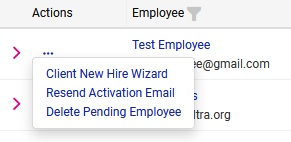 Actions Employee
... Test Employee
ee@gmail.com
Client New Hire Wizard
Resend Activation Email
Delete Pending Employee
ltra.org